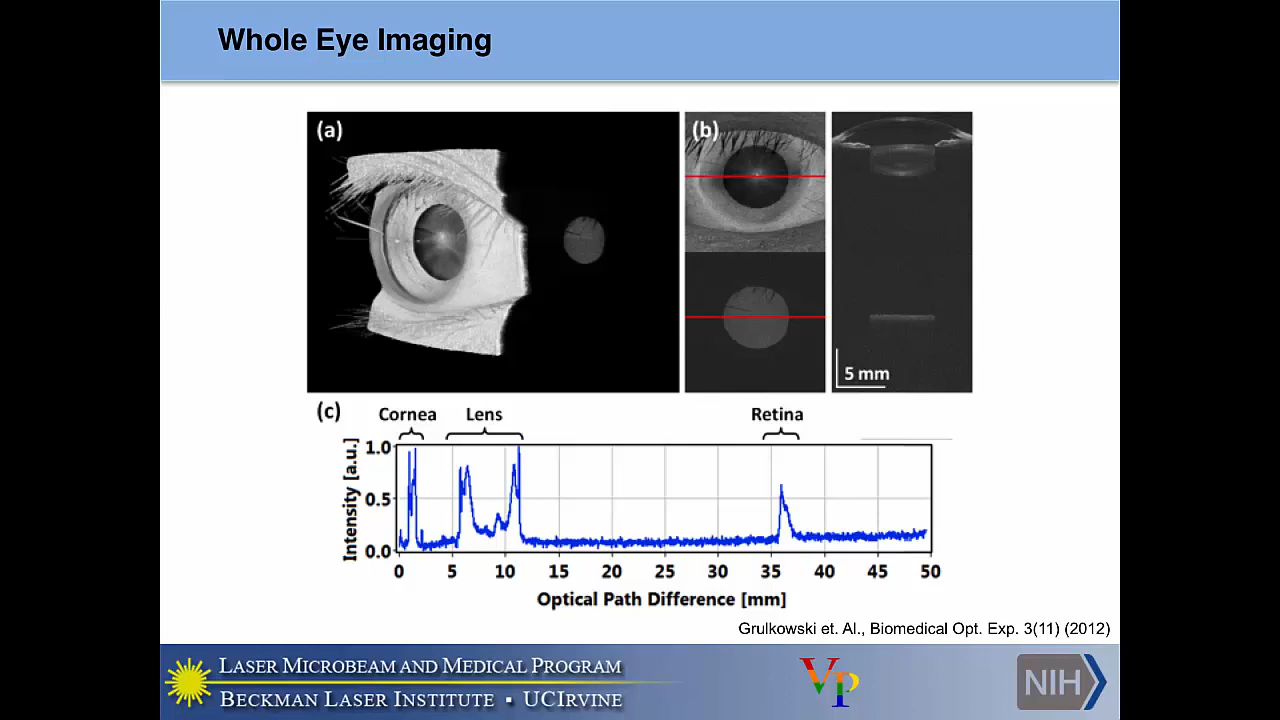 Whole Eye Imaging
(a)
(b)
5 mm
(c)
Cornea
Lens
Retina
Intensity [a.u.]
1.0
0.5
0.0
0 5 10 15 20 25 30 35 40 45 50
Optical Path Difference [mm]
Grulkowski et. Al., Biomedical Opt. Exp. 3(11) (2012)
LASER MICROBEAM AND MEDICAL PROGRAM
BECKMAN LASER INSTITUTE ▪ UCIRVINE
VP
NIH